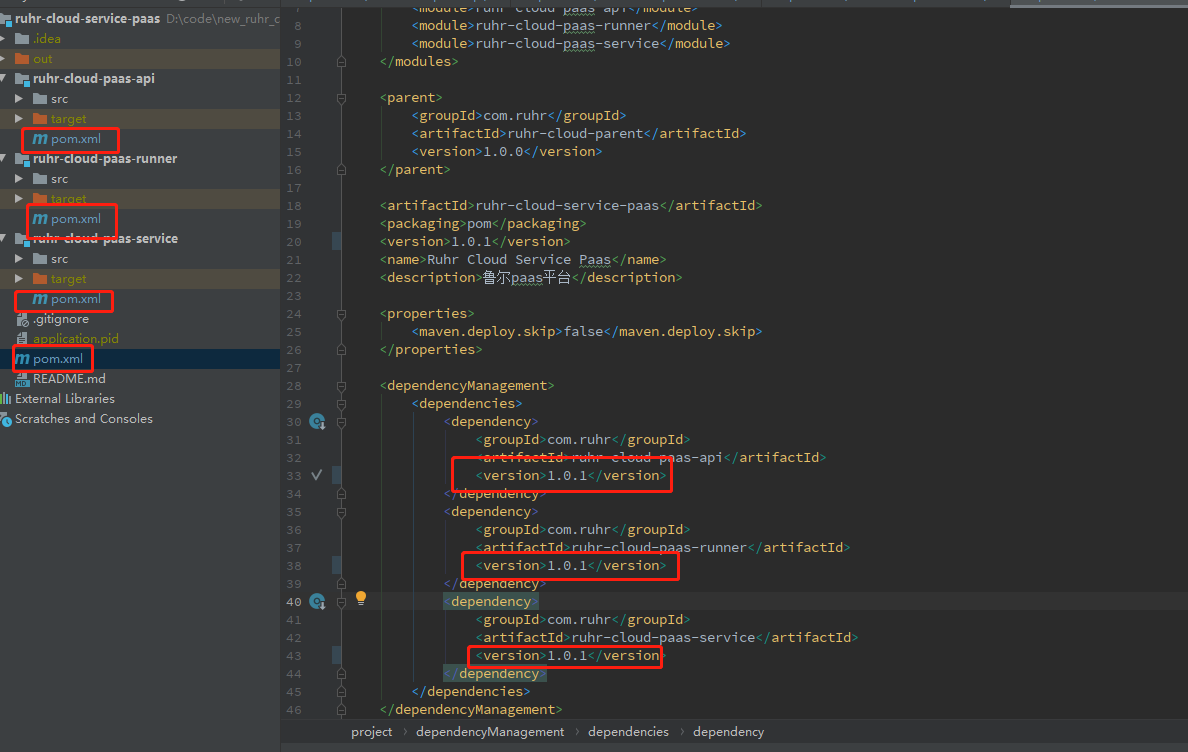 ruhr-cloud-service-paas D:\code\new_ruhr_c
.idea
out
ruhr-cloud-paas-api
src
target
pom.xml
ruhr-cloud-paas-runner
src
target
pom.xml
ruhr-cloud-paas-service
src
target
pom.xml
.gitignore
application.pid
pom.xml
README.md
External Libraries
Scratches and Consoles
7 <module>ruhr-cloud-paas-api</module>
8 <module>ruhr-cloud-paas-runner</module>
9 <module>ruhr-cloud-paas-service</module>
10 </modules>
11
12 <parent>
13 <groupId>com.ruhr</groupId>
14 <artifactId>ruhr-cloud-parent</artifactId>
15 <version>1.0.0</version>
16 </parent>
17
18 <artifactId>ruhr-cloud-service-paas</artifactId>
19 <packaging>pom</packaging>
20 <version>1.0.1</version>
21 <name>Ruhr Cloud Service Paas</name>
22 <description>鲁尔paas平台</description>
23
24 <properties>
25 <maven.deploy.skip>false</maven.deploy.skip>
26 </properties>
27
28 <dependencyManagement>
29 <dependencies>
30 <dependency>
31 <groupId>com.ruhr</groupId>
32 <artifactId>ruhr-cloud-paas-api</artifactId>
33 <version>1.0.1</version>
34 </dependency>
35 <dependency>
36 <groupId>com.ruhr</groupId>
37 <artifactId>ruhr-cloud-paas-runner</artifactId>
38 <version>1.0.1</version>
39 </dependency>
40 <dependency>
41 <groupId>com.ruhr</groupId>
42 <artifactId>ruhr-cloud-paas-service</artifactId>
43 <version>1.0.1</version>
44 </dependency>
45 </dependencies>
46 </dependencyManagement>
project › dependencyManagement › dependencies › dependency